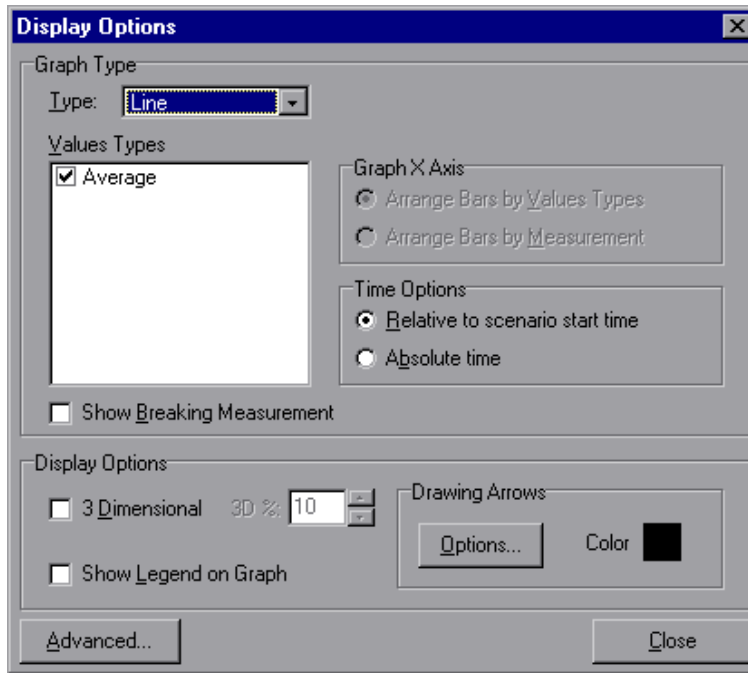 Display Options
Graph Type
Type: Line
Values Types
Average
Graph X Axis
Arrange Bars by Values Types
Arrange Bars by Measurement
Time Options
Relative to scenario start time
Absolute time
Show Breaking Measurement
Display Options
3 Dimensional 3D %: 10
Drawing Arrows
Options... Color
Show Legend on Graph
Advanced... Close